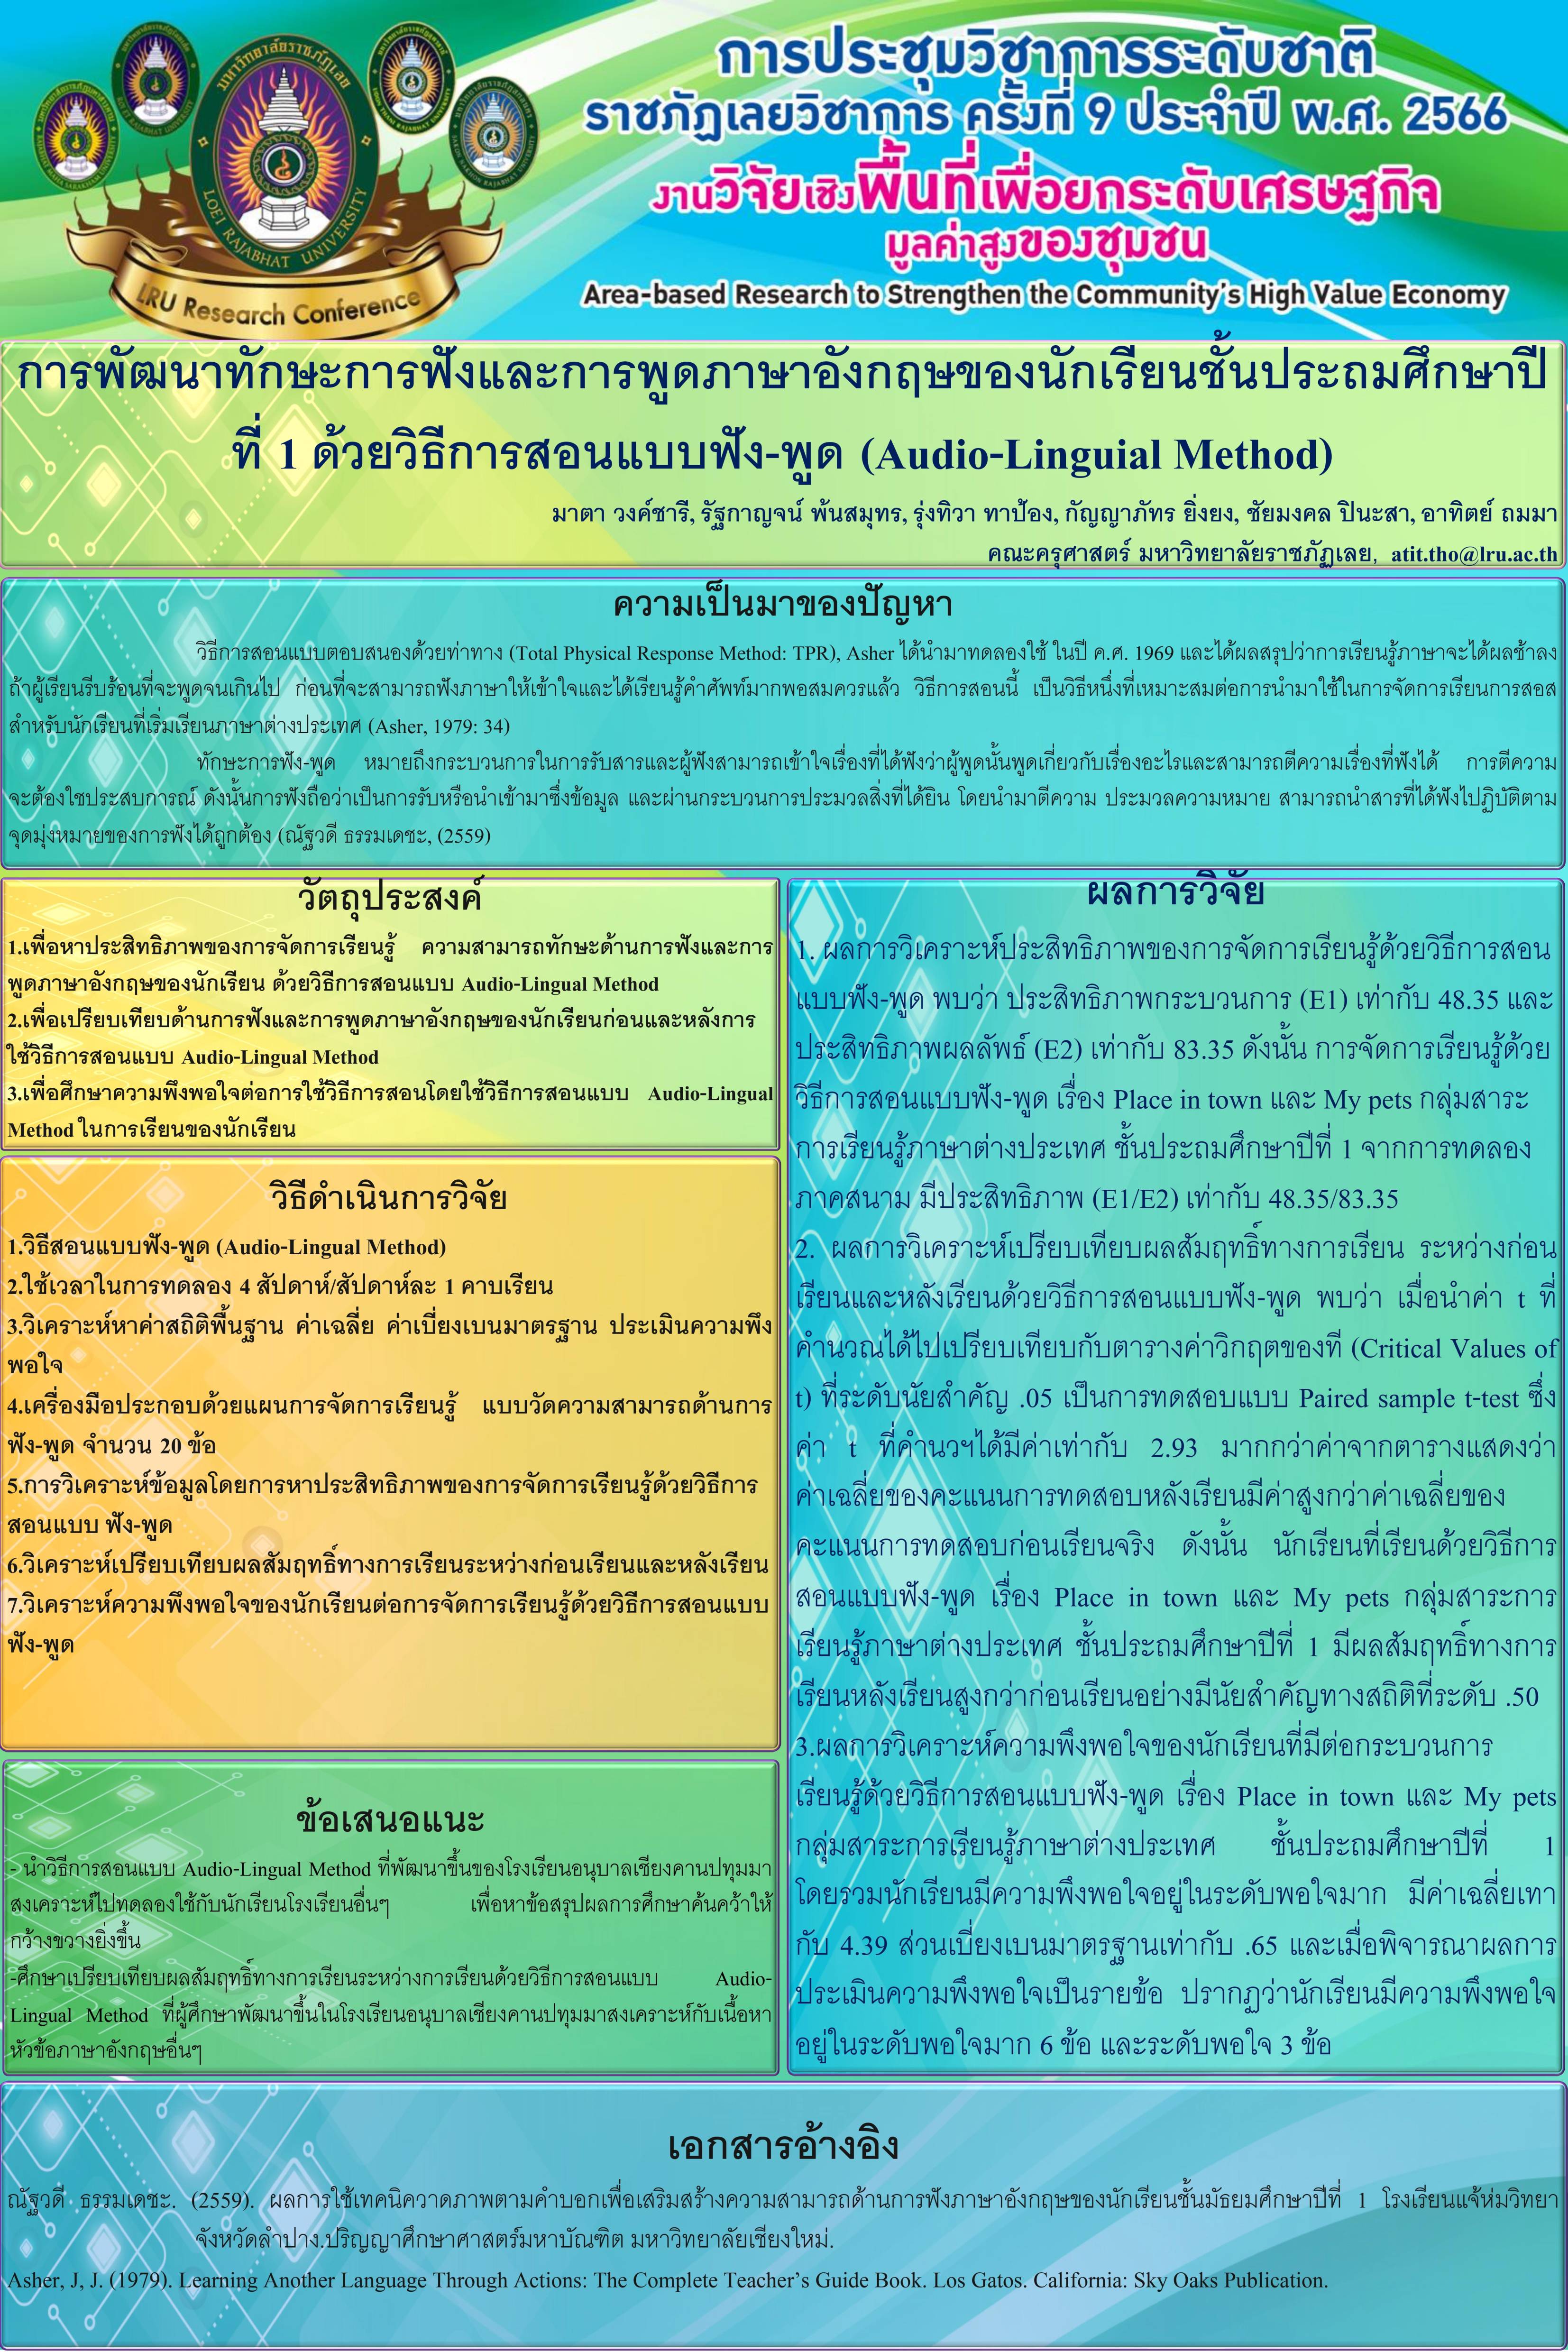 การประชุมวิชาการระดับชาติ
ราชภัฏเลยวิชาการ ครั้งที่ 9 ประจำปี พ.ศ. 2566
งานวิจัยเชิงพื้นที่เพื่อยกระดับเศรษฐกิจ
มูลค่าสูงของชุมชน
Area-based Research to Strengthen the Community's High Value Economy
มหาวิทยาลัยราชภัฏเลย
LOEI RAJABHAT UNIVERSITY
LRU Research Conference
การพัฒนาทักษะการฟังและการพูดภาษาอังกฤษของนักเรียนชั้นประถมศึกษาปี
ที่ 1 ด้วยวิธีการสอนแบบฟัง-พูด (Audio-Linguial Method)
มาตา วงค์ชารี, รัฐกาญจน์ พ้นสมุทร, รุ่งทิวา ทาป้อง, กัญญาภัทร ยิ่งยง, ชัยมงคล ปินะสา, อาทิตย์ ถมมา
คณะครุศาสตร์ มหาวิทยาลัยราชภัฏเลย, atit.tho@lru.ac.th
ความเป็นมาของปัญหา
วิธีการสอนแบบตอบสนองด้วยท่าทาง (Total Physical Response Method: TPR), Asher ได้นำมาทดลองใช้ ในปี ค.ศ. 1969 และได้ผลสรุปว่าการเรียนรู้ภาษาจะได้ผลช้าลง
ถ้าผู้เรียนรีบร้อนที่จะพูดจนเกินไป ก่อนที่จะสามารถฟังภาษาให้เข้าใจและได้เรียนรู้คำศัพท์มากพอสมควรแล้ว วิธีการสอนนี้ เป็นวิธีหนึ่งที่เหมาะสมต่อการนำมาใช้ในการจัดการเรียนการสอส
สำหรับนักเรียนที่เริ่มเรียนภาษาต่างประเทศ (Asher, 1979: 34)
ทักษะการฟัง-พูด หมายถึงกระบวนการในการรับสารและผู้ฟังสามารถเข้าใจเรื่องที่ได้ฟังว่าผู้พูดนั้นพูดเกี่ยวกับเรื่องอะไรและสามารถตีความเรื่องที่ฟังได้ การตีความ
จะต้องใชประสบการณ์ ดังนั้นการฟังถือว่าเป็นการรับหรือนำเข้ามาซึ่งข้อมูล และผ่านกระบวนการประมวลสิ่งที่ได้ยิน โดยนำมาตีความ ประมวลความหมาย สามารถนำสารที่ได้ฟังไปฏิบัติตาม
จุดมุ่งหมายของการฟังได้ถูกต้อง (ณัฐวดี ธรรมเดชะ, (2559)
วัตถุประสงค์
1.เพื่อหาประสิทธิภาพของการจัดการเรียนรู้ ความสามารถทักษะด้านการฟังและการ
พูดภาษาอังกฤษของนักเรียน ด้วยวิธีการสอนแบบ Audio-Lingual Method
2.เพื่อเปรียบเทียบด้านการฟังและการพูดภาษาอังกฤษของนักเรียนก่อนและหลังการ
ใช้วิธีการสอนแบบ Audio-Lingual Method
3.เพื่อศึกษาความพึงพอใจต่อการใช้วิธีการสอนโดยใช้วิธีการสอนแบบ Audio-Lingual
Method ในการเรียนของนักเรียน
วิธีดำเนินการวิจัย
1.วิธีสอนแบบฟัง-พูด (Audio-Lingual Method)
2.ใช้เวลาในการทดลอง 4 สัปดาห์/สัปดาห์ละ 1 คาบเรียน
3.วิเคราะห์หาค่าสถิติพื้นฐาน ค่าเฉลี่ย ค่าเบี่ยงเบนมาตรฐาน ประเมินความพึง
พอใจ
4.เครื่องมือประกอบด้วยแผนการจัดการเรียนรู้ แบบวัดความสามารถด้านการ
ฟัง-พูด จำนวน 20 ข้อ
5.การวิเคราะห์ข้อมูลโดยการหาประสิทธิภาพของการจัดการเรียนรู้ด้วยวิธีการ
สอนแบบ ฟัง-พูด
6.วิเคราะห์เปรียบเทียบผลสัมฤทธิ์ทางการเรียนระหว่างก่อนเรียนและหลังเรียน
7.วิเคราะห์ความพึงพอใจของนักเรียนต่อการจัดการเรียนรู้ด้วยวิธีการสอนแบบ
ฟัง-พูด
ข้อเสนอแนะ
- นำวิธีการสอนแบบ Audio-Lingual Method ที่พัฒนาขึ้นของโรงเรียนอนุบาลเชียงคานปทุมมา
สงเคราะห์ไปทดลองใช้กับนักเรียนโรงเรียนอื่นๆ เพื่อหาข้อสรุปผลการศึกษาค้นคว้าให้
กว้างขวางยิ่งขึ้น
-ศึกษาเปรียบเทียบผลสัมฤทธิ์ทางการเรียนระหว่างการเรียนด้วยวิธีการสอนแบบ Audio-
Lingual Method ที่ผู้ศึกษาพัฒนาขึ้นในโรงเรียนอนุบาลเชียงคานปทุมมาสงเคราะห์กับเนื้อหา
หัวข้อภาษาอังกฤษอื่นๆ
ผลการวิจัย
1. ผลการวิเคราะห์ประสิทธิภาพของการจัดการเรียนรู้ด้วยวิธีการสอน
แบบฟัง-พูด พบว่า ประสิทธิภาพกระบวนการ (E1) เท่ากับ 48.35 และ
ประสิทธิภาพผลลัพธ์ (E2) เท่ากับ 83.35 ดังนั้น การจัดการเรียนรู้ด้วย
วิธีการสอนแบบฟัง-พูด เรื่อง Place in town และ My pets กลุ่มสาระ
การเรียนรู้ภาษาต่างประเทศ ชั้นประถมศึกษาปีที่ 1 จากการทดลอง
ภาคสนาม มีประสิทธิภาพ (E1/E2) เท่ากับ 48.35/83.35
2. ผลการวิเคราะห์เปรียบเทียบผลสัมฤทธิ์ทางการเรียน ระหว่างก่อน
เรียนและหลังเรียนด้วยวิธีการสอนแบบฟัง-พูด พบว่า เมื่อนำค่า t ที่
คำนวณได้ไปเปรียบเทียบกับตารางค่าวิกฤตของที (Critical Values of
t) ที่ระดับนัยสำคัญ .05 เป็นการทดสอบแบบ Paired sample t-test ซึ่ง
ค่า t ที่คำนวฯได้มีค่าเท่ากับ 2.93 มากกว่าค่าจากตารางแสดงว่า
ค่าเฉลี่ยของคะแนนการทดสอบหลังเรียนมีค่าสูงกว่าค่าเฉลี่ยของ
คะแนนการทดสอบก่อนเรียนจริง ดังนั้น นักเรียนที่เรียนด้วยวิธีการ
สอนแบบฟัง-พูด เรื่อง Place in town และ My pets กลุ่มสาระการ
เรียนรู้ภาษาต่างประเทศ ชั้นประถมศึกษาปีที่ 1 มีผลสัมฤทธิ์ทางการ
เรียนหลังเรียนสูงกว่าก่อนเรียนอย่างมีนัยสำคัญทางสถิติที่ระดับ .50
3.ผลการวิเคราะห์ความพึงพอใจของนักเรียนที่มีต่อกระบวนการ
เรียนรู้ด้วยวิธีการสอนแบบฟัง-พูด เรื่อง Place in town และ My pets
กลุ่มสาระการเรียนรู้ภาษาต่างประเทศ ชั้นประถมศึกษาปีที่ 1
โดยรวมนักเรียนมีความพึงพอใจอยู่ในระดับพอใจมาก มีค่าเฉลี่ยเทา
กับ 4.39 ส่วนเบี่ยงเบนมาตรฐานเท่ากับ .65 และเมื่อพิจารณาผลการ
ประเมินความพึงพอใจเป็นรายข้อ ปรากฏว่านักเรียนมีความพึงพอใจ
อยู่ในระดับพอใจมาก 6 ข้อ และระดับพอใจ 3 ข้อ
เอกสารอ้างอิง
ณัฐวดี ธรรมเดชะ. (2559). ผลการใช้เทคนิควาดภาพตามคำบอกเพื่อเสริมสร้างความสามารถด้านการฟังภาษาอังกฤษของนักเรียนชั้นมัธยมศึกษาปีที่ 1 โรงเรียนแจ้ห่มวิทยา
จังหวัดลำปาง.ปริญญาศึกษาศาสตร์มหาบัณฑิต มหาวิทยาลัยเชียงใหม่.
Asher, J, J. (1979). Learning Another Language Through Actions: The Complete Teacher's Guide Book. Los Gatos. California: Sky Oaks Publication.